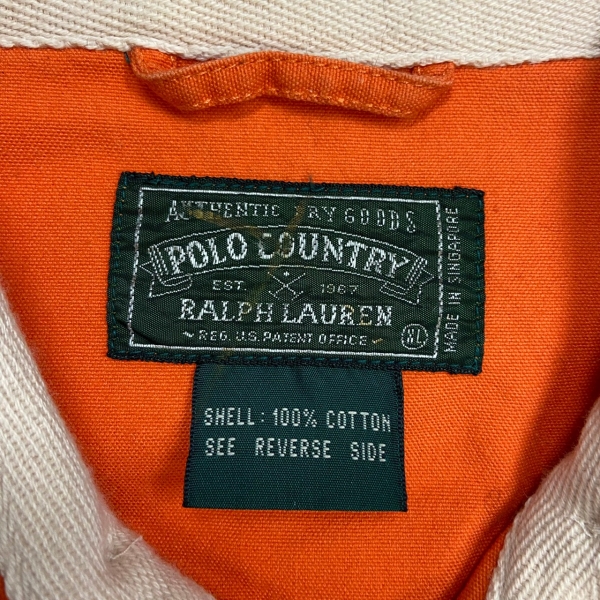 AUTHENTIC DRY GOODS
POLO COUNTRY
EST. 1967
RALPH LAUREN
REG. U.S. PATENT OFFICE
XL
MADE IN SINGAPORE
SHELL: 100% COTTON
SEE REVERSE SIDE